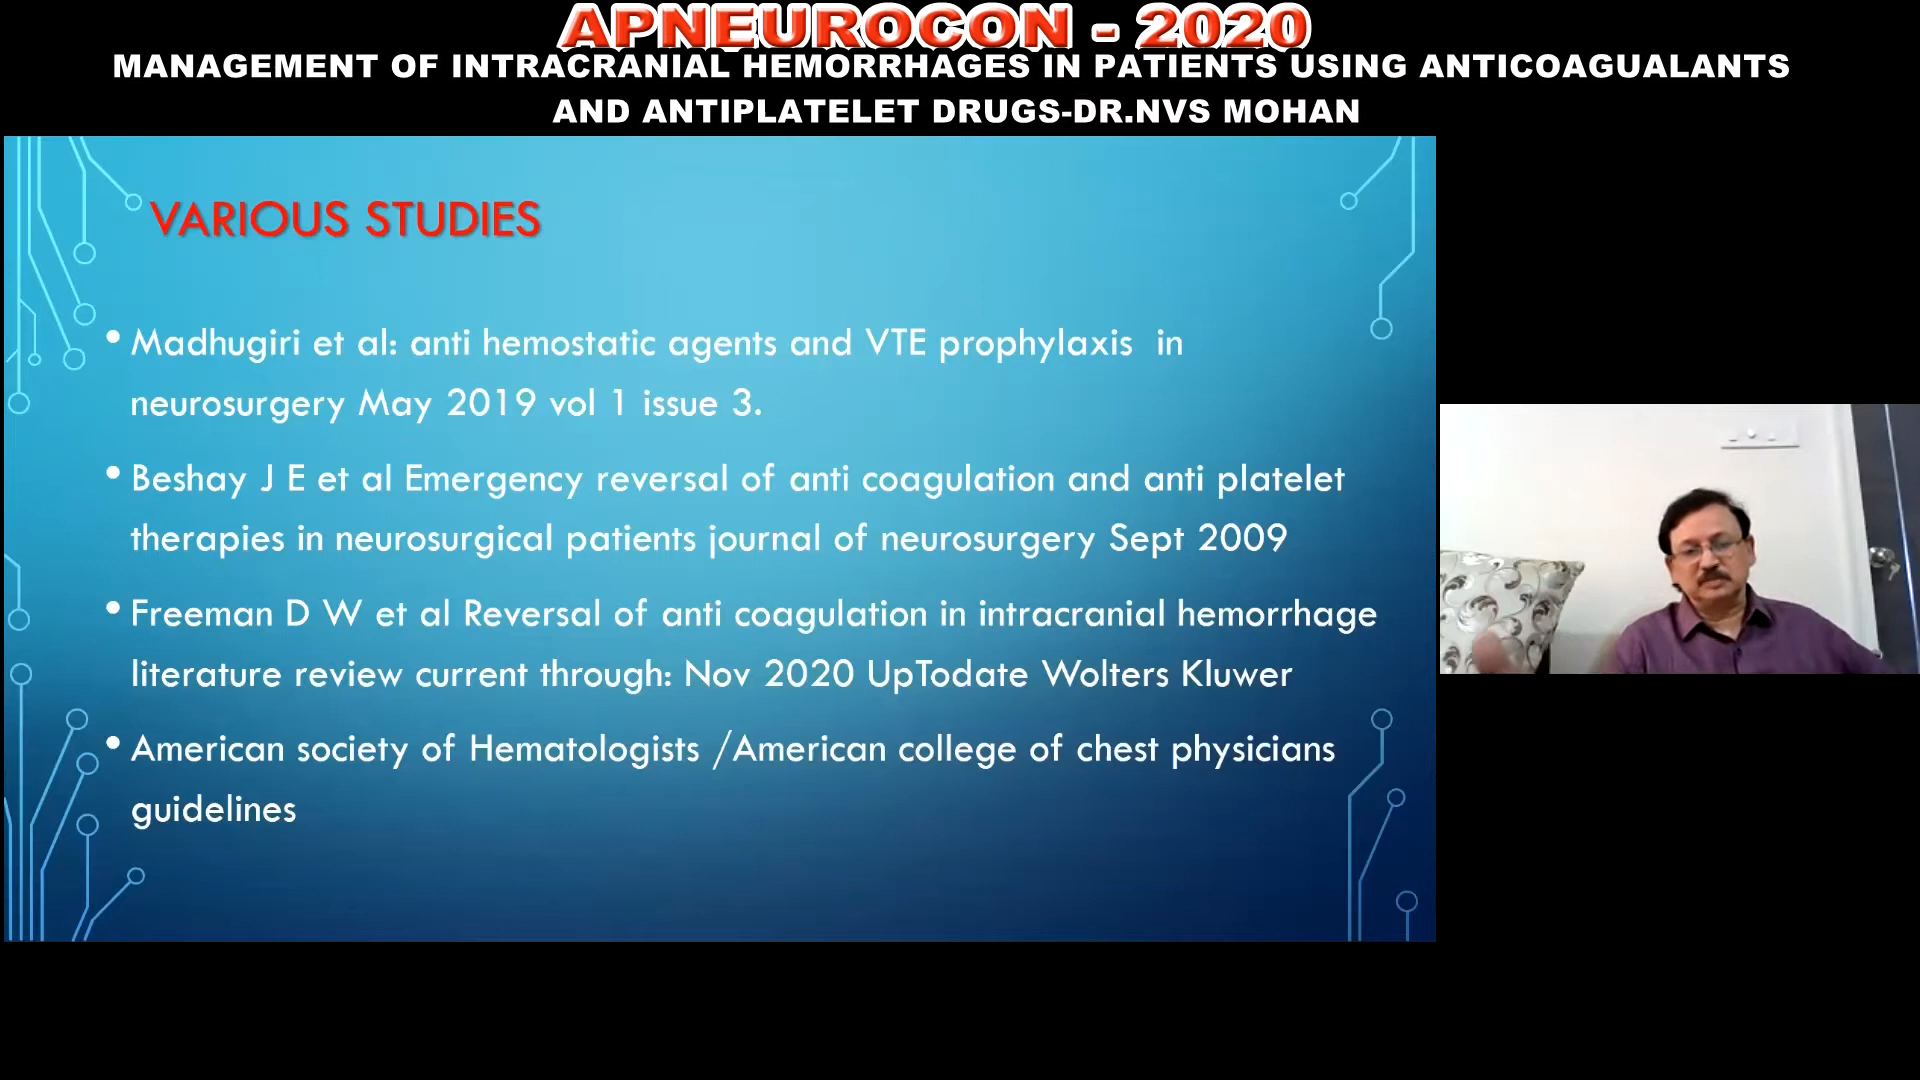 APNEUROCON - 2020
MANAGEMENT OF INTRACRANIAL HEMORRHAGES IN PATIENTS USING ANTICOAGUALANTS
AND ANTIPLATELET DRUGS-DR.NVS MOHAN
VARIOUS STUDIES
• Madhugiri et al: anti hemostatic agents and VTE prophylaxis in
neurosurgery May 2019 vol 1 issue 3.
• Beshay J E et al Emergency reversal of anti coagulation and anti platelet
therapies in neurosurgical patients journal of neurosurgery Sept 2009
• Freeman D W et al Reversal of anti coagulation in intracranial hemorrhage
literature review current through: Nov 2020 UpTodate Wolters Kluwer
• American society of Hematologists /American college of chest physicians
guidelines